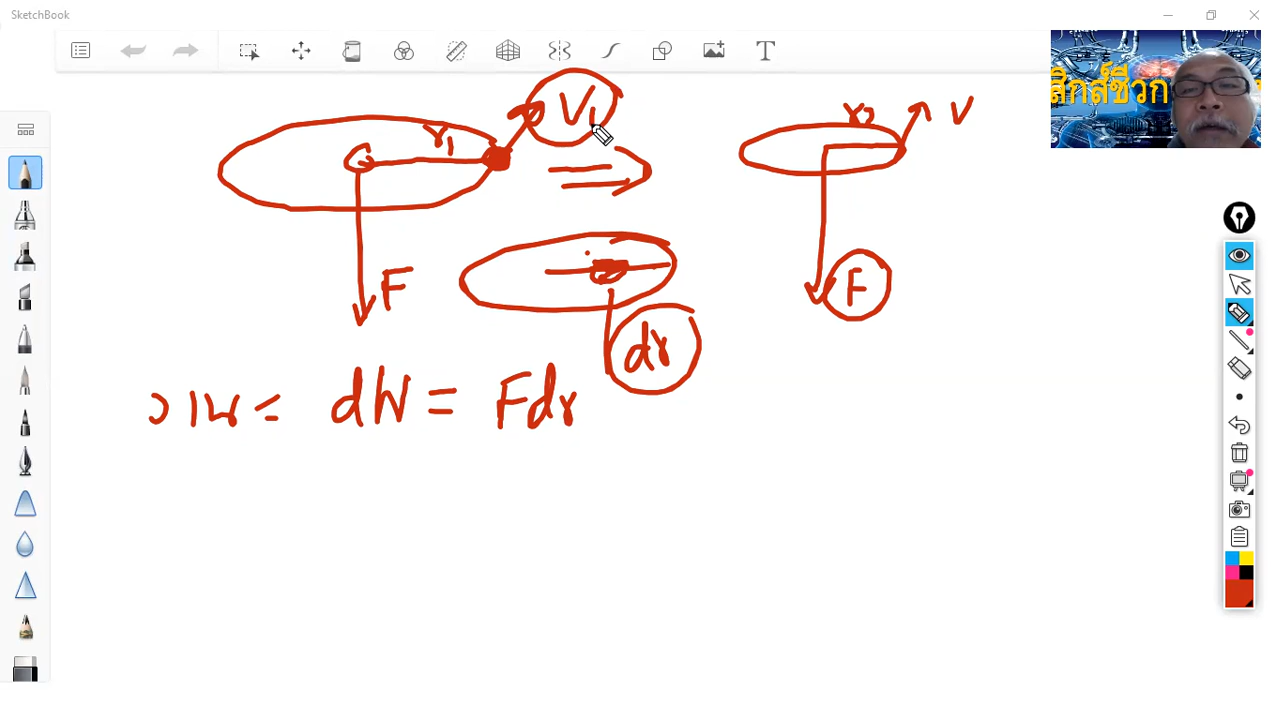 SketchBook
สิกส์ชีวก
r1
V1
F
r2
V
F
dr
งาน = dW = Fdr